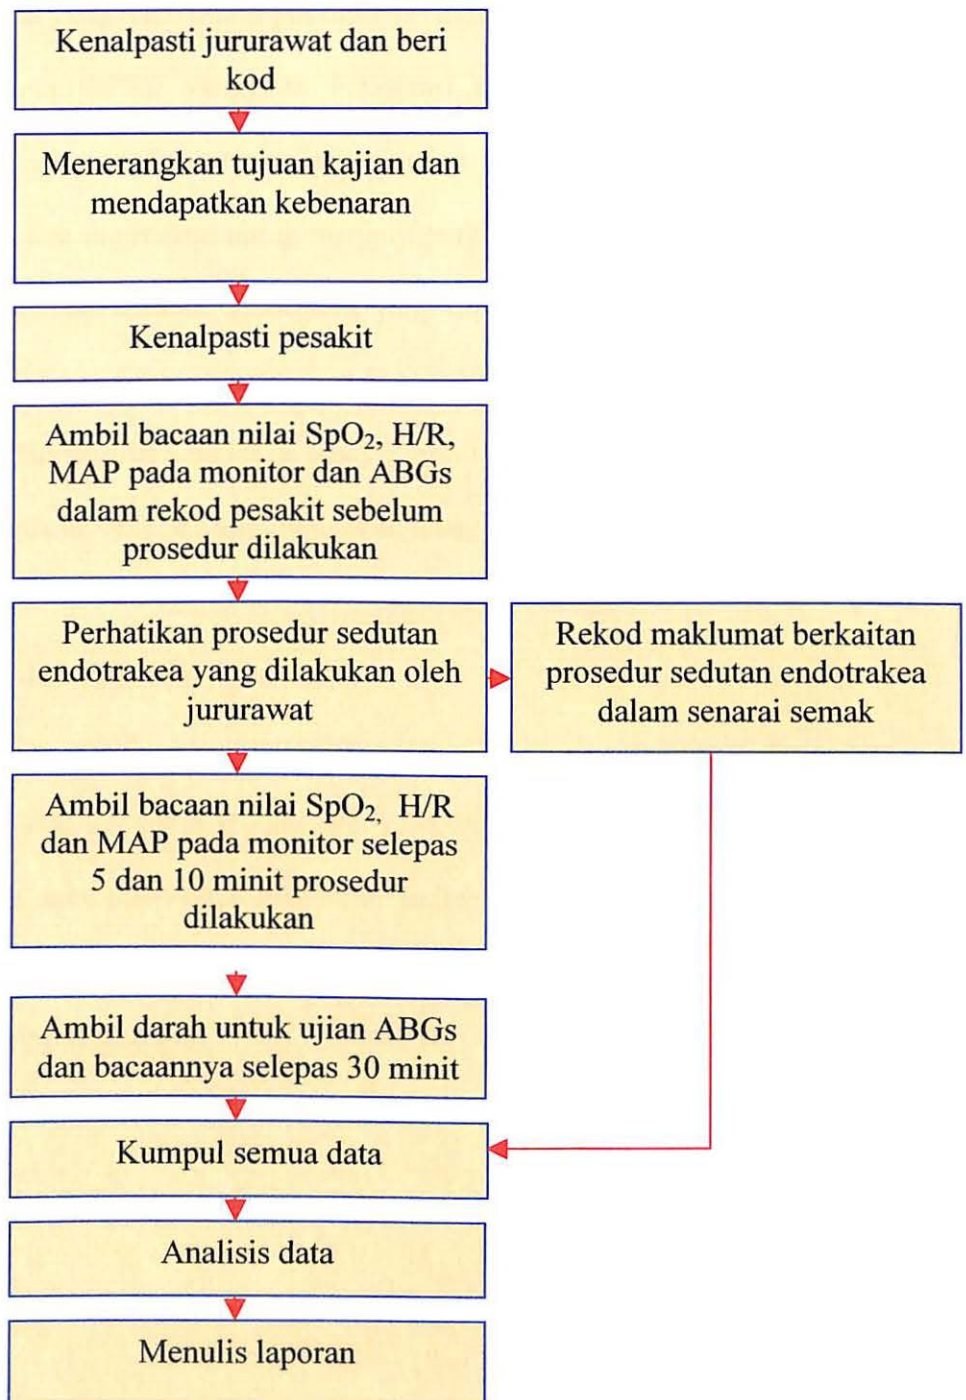 Kenalpasti jururawat dan beri
kod
Menerangkan tujuan kajian dan
mendapatkan kebenaran
Kenalpasti pesakit
Ambil bacaan nilai SpO₂, H/R,
MAP pada monitor dan ABGs
dalam rekod pesakit sebelum
prosedur dilakukan
Perhatikan prosedur sedutan
endotrakea yang dilakukan oleh
jururawat
Rekod maklumat berkaitan
prosedur sedutan endotrakea
dalam senarai semak
Ambil bacaan nilai SpO₂, H/R
dan MAP pada monitor selepas
5 dan 10 minit prosedur
dilakukan
Ambil darah untuk ujian ABGs
dan bacaannya selepas 30 minit
Kumpul semua data
Analisis data
Menulis laporan